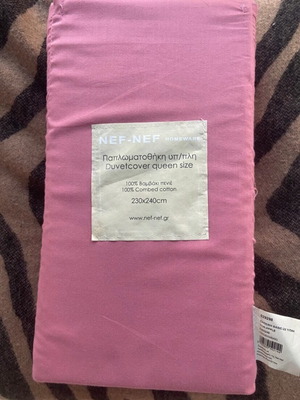 NEF-NEF HOMEWARE
Παπλωματοθήκη υπ/πλη
Duvetcover queen size
100% Βαμβάκι πενιέ
100% Combed cotton
230x240cm
www.nef-nef.gr